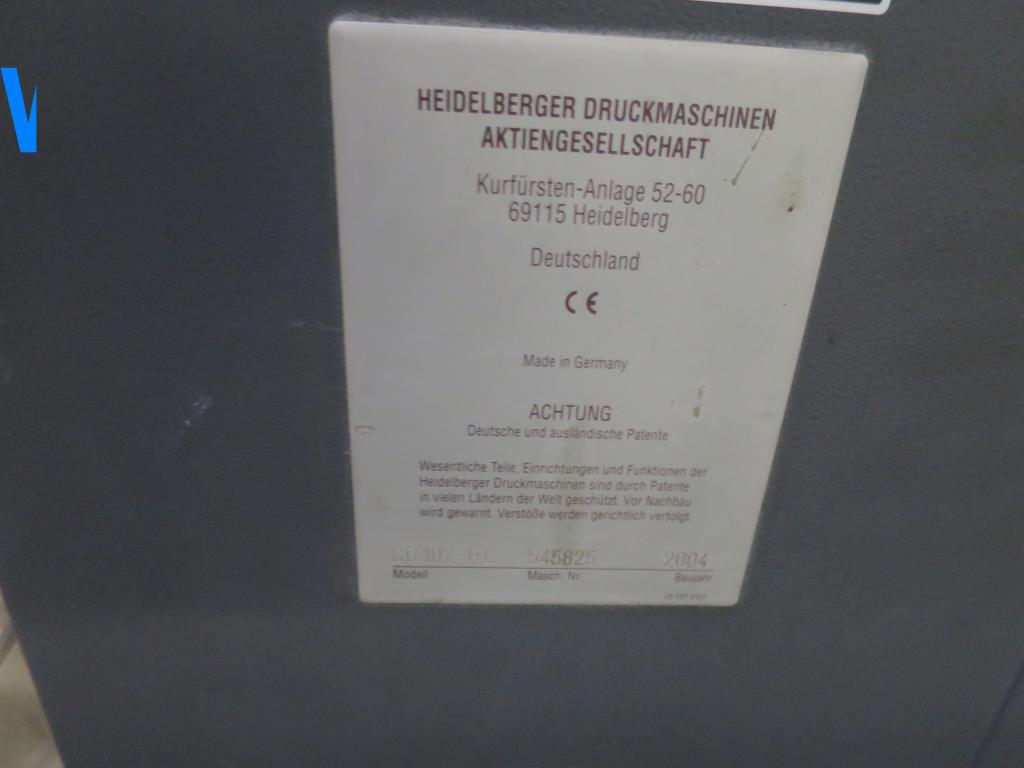 HEIDELBERGER DRUCKMASCHINEN
AKTIENGESELLSCHAFT
Kurfürsten-Anlage 52-60
69115 Heidelberg
Deutschland
CE
Made in Germany
ACHTUNG
Deutsche und ausländische Patente
Wesentliche Teile, Einrichtungen und Funktionen der
Heidelberger Druckmaschinen sind durch Patente
in vielen Ländern der Welt geschützt. Vor Nachbau
wird gewarnt. Verstöße werden gerichtlich verfolgt.
545825 2004
Modell Masch. Nr. Baujahr